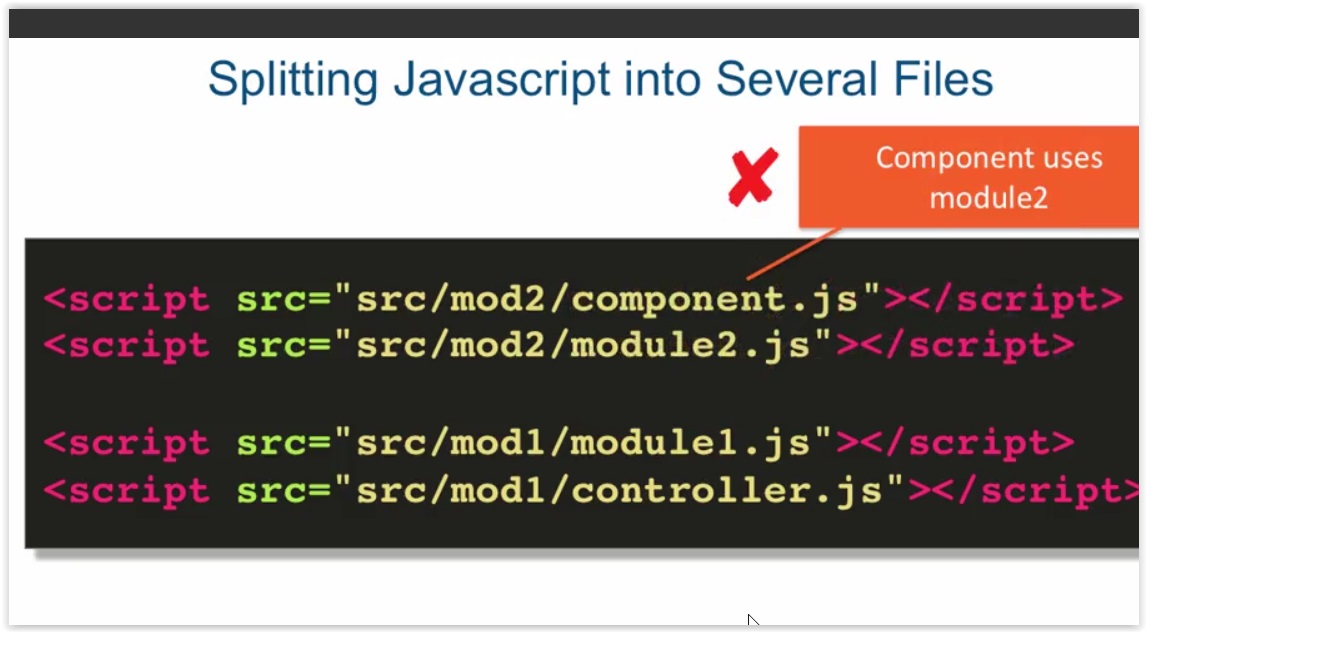 Splitting Javascript into Several Files
Component uses
module2
<script src="src/mod2/component.js"></script>
<script src="src/mod2/module2.js"></script>
<script src="src/mod1/module1.js"></script>
<script src="src/mod1/controller.js"></script>